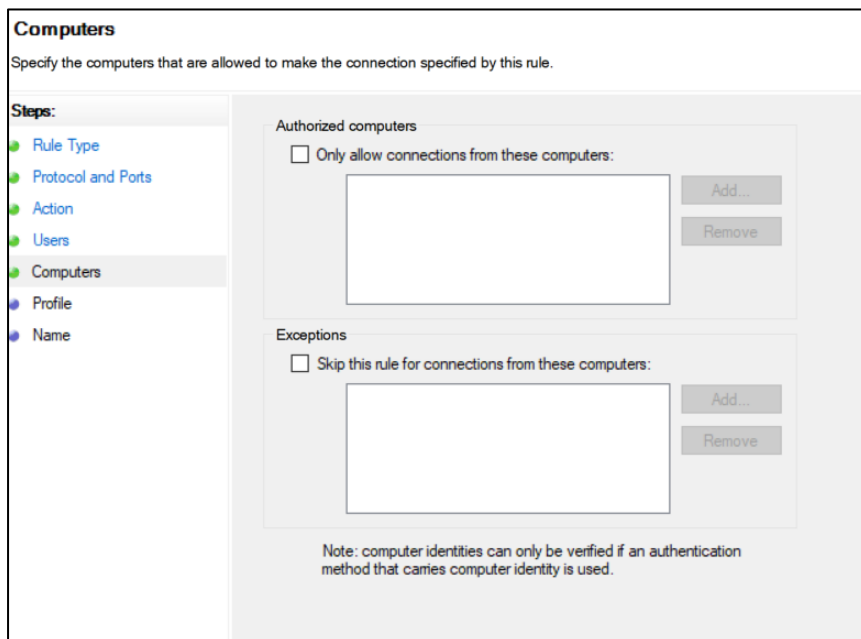 Computers
Specify the computers that are allowed to make the connection specified by this rule.
Steps:
Rule Type
Protocol and Ports
Action
Users
Computers
Profile
Name
Authorized computers
Only allow connections from these computers:
Add...
Remove
Exceptions
Skip this rule for connections from these computers:
Add...
Remove
Note: computer identities can only be verified if an authentication
method that carries computer identity is used.